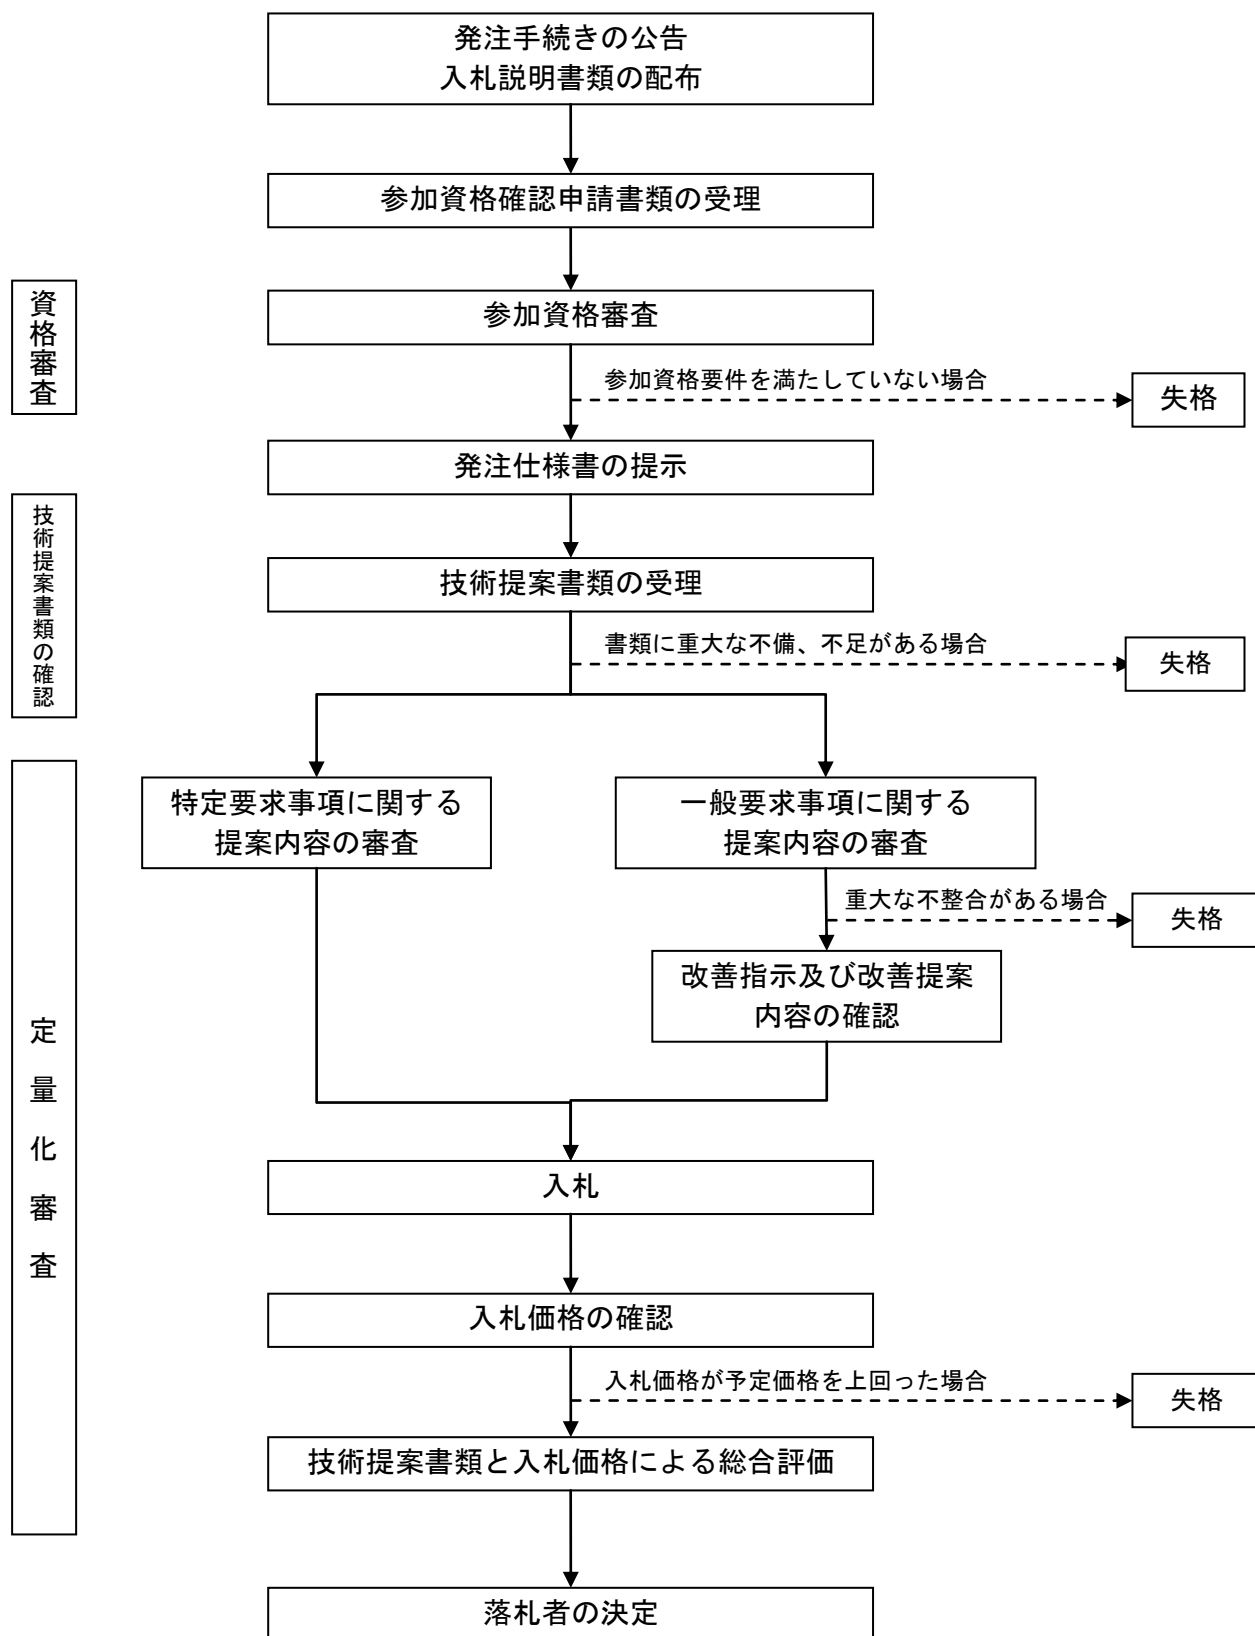 発注手続きの公告
入札説明書類の配布
参加資格確認申請書類の受理
資格審査
参加資格審査
参加資格要件を満たしていない場合
失格
発注仕様書の提示
技術提案書類の確認
技術提案書類の受理
書類に重大な不備、不足がある場合
失格
定量化審査
特定要求事項に関する
提案内容の審査
一般要求事項に関する
提案内容の審査
重大な不整合がある場合
失格
改善指示及び改善提案
内容の確認
入札
入札価格の確認
入札価格が予定価格を上回った場合
失格
技術提案書類と入札価格による総合評価
落札者の決定